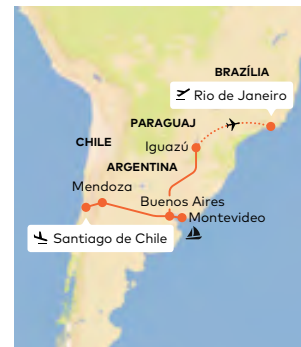 BRAZÍLIA
Rio de Janeiro
PARAGUAJ
Iguazú
CHILE
ARGENTINA
Mendoza
Buenos Aires
Montevideo
Santiago de Chile